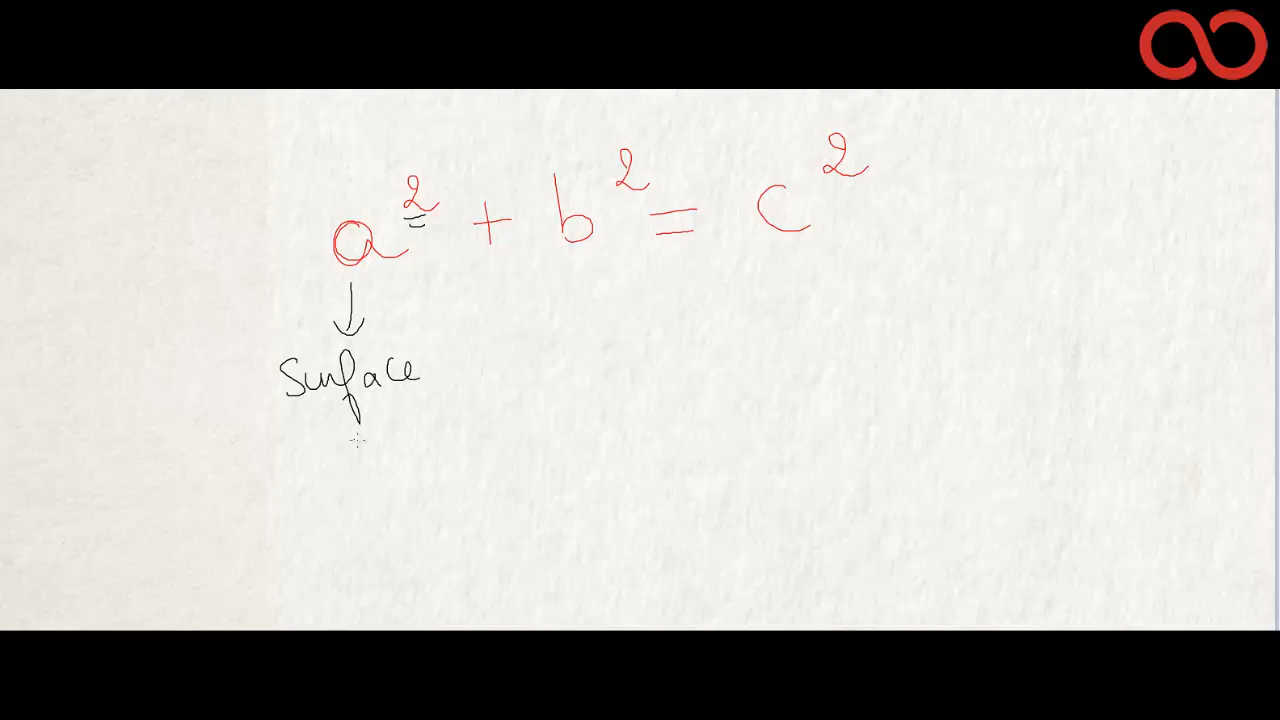 a² + b² = c²
Surface